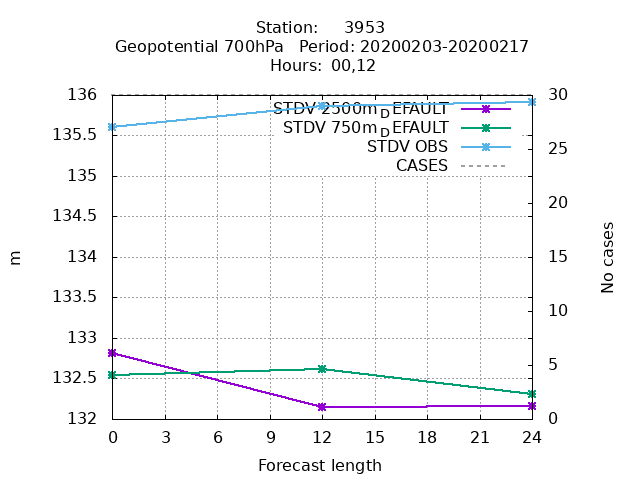 Station: 3953
Geopotential 700hPa Period: 20200203-20200217
Hours: 00,12
136
135.5
135
134.5
134
133.5
133
132.5
132
30
25
20
15
10
5
0
STDV 2500m_DEFAULT
STDV 750m_DEFAULT
STDV OBS
CASES
m
No cases
0 3 6 9 12 15 18 21 24
Forecast length